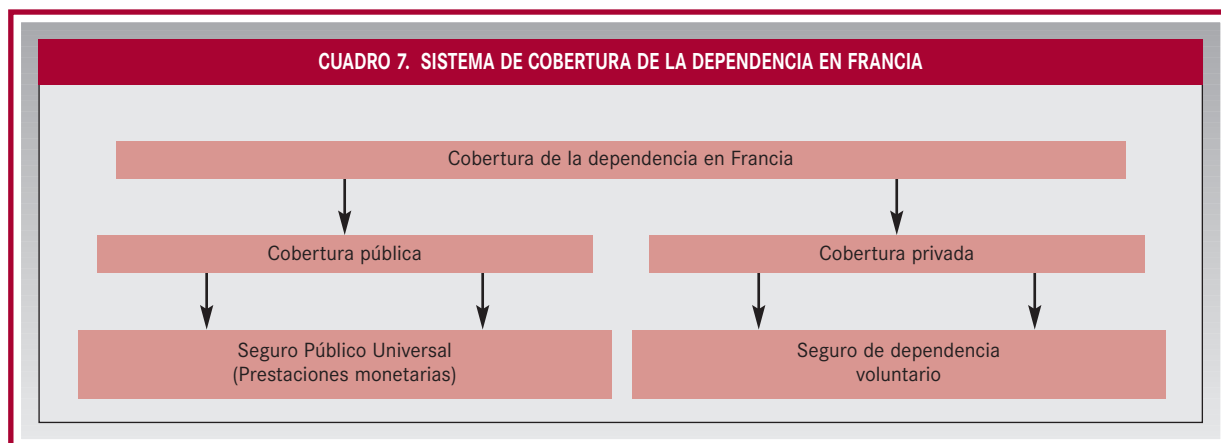 CUADRO 7. SISTEMA DE COBERTURA DE LA DEPENDENCIA EN FRANCIA
Cobertura de la dependencia en Francia
Cobertura pública
Cobertura privada
Seguro Público Universal
(Prestaciones monetarias)
Seguro de dependencia
voluntario